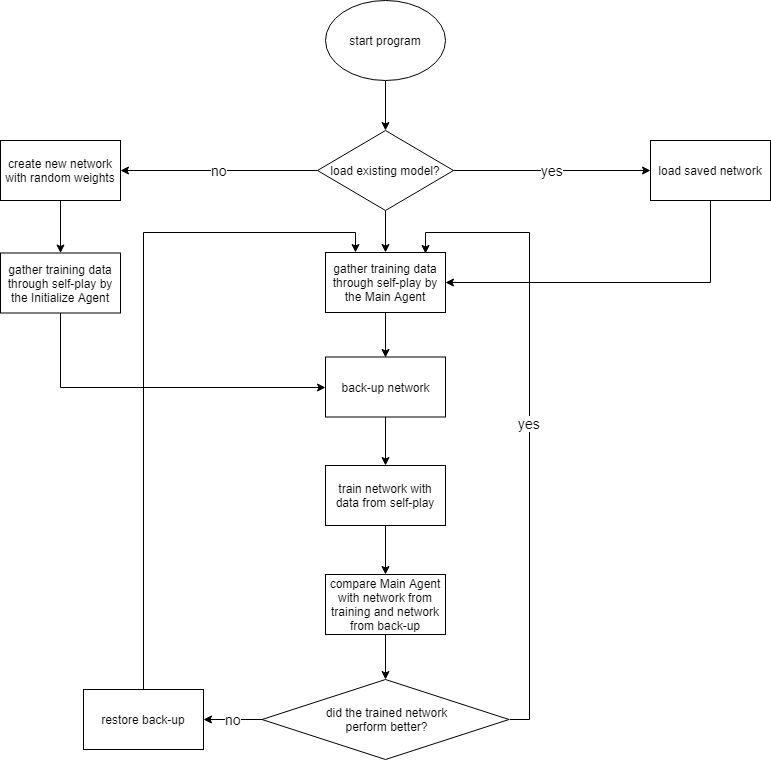 start program
load existing model?
no
yes
create new network
with random weights
load saved network
gather training data
through self-play by
the Initialize Agent
gather training data
through self-play by
the Main Agent
back-up network
yes
train network with
data from self-play
compare Main Agent
with network from
training and network
from back-up
did the trained network
perform better?
no
restore back-up